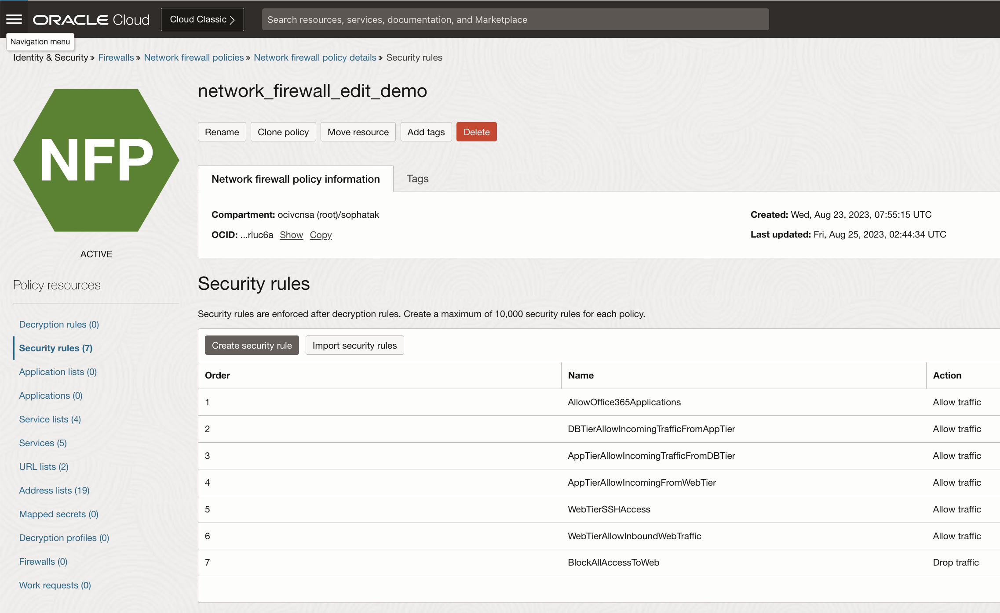 ORACLE Cloud
Cloud Classic
Search resources, services, documentation, and Marketplace
Navigation menu
Identity & Security » Firewalls » Network firewall policies » Network firewall policy details » Security rules
NFP
ACTIVE
network_firewall_edit_demo
Rename
Clone policy
Move resource
Add tags
Delete
Network firewall policy information
Tags
Compartment: ocivcnsa (root)/sophatak
OCID: ...rluc6a Show Copy
Created: Wed, Aug 23, 2023, 07:55:15 UTC
Last updated: Fri, Aug 25, 2023, 02:44:34 UTC
Policy resources
Decryption rules (0)
Security rules (7)
Application lists (0)
Applications (0)
Service lists (4)
Services (5)
URL lists (2)
Address lists (19)
Mapped secrets (0)
Decryption profiles (0)
Firewalls (0)
Work requests (0)
Security rules
Security rules are enforced after decryption rules. Create a maximum of 10,000 security rules for each policy.
Create security rule
Import security rules
Order Name Action
1 AllowOffice365Applications Allow traffic
2 DBTierAllowIncomingTrafficFromAppTier Allow traffic
3 AppTierAllowIncomingTrafficFromDBTier Allow traffic
4 AppTierAllowIncomingFromWebTier Allow traffic
5 WebTierSSHAccess Allow traffic
6 WebTierAllowInboundWebTraffic Allow traffic
7 BlockAllAccessToWeb Drop traffic